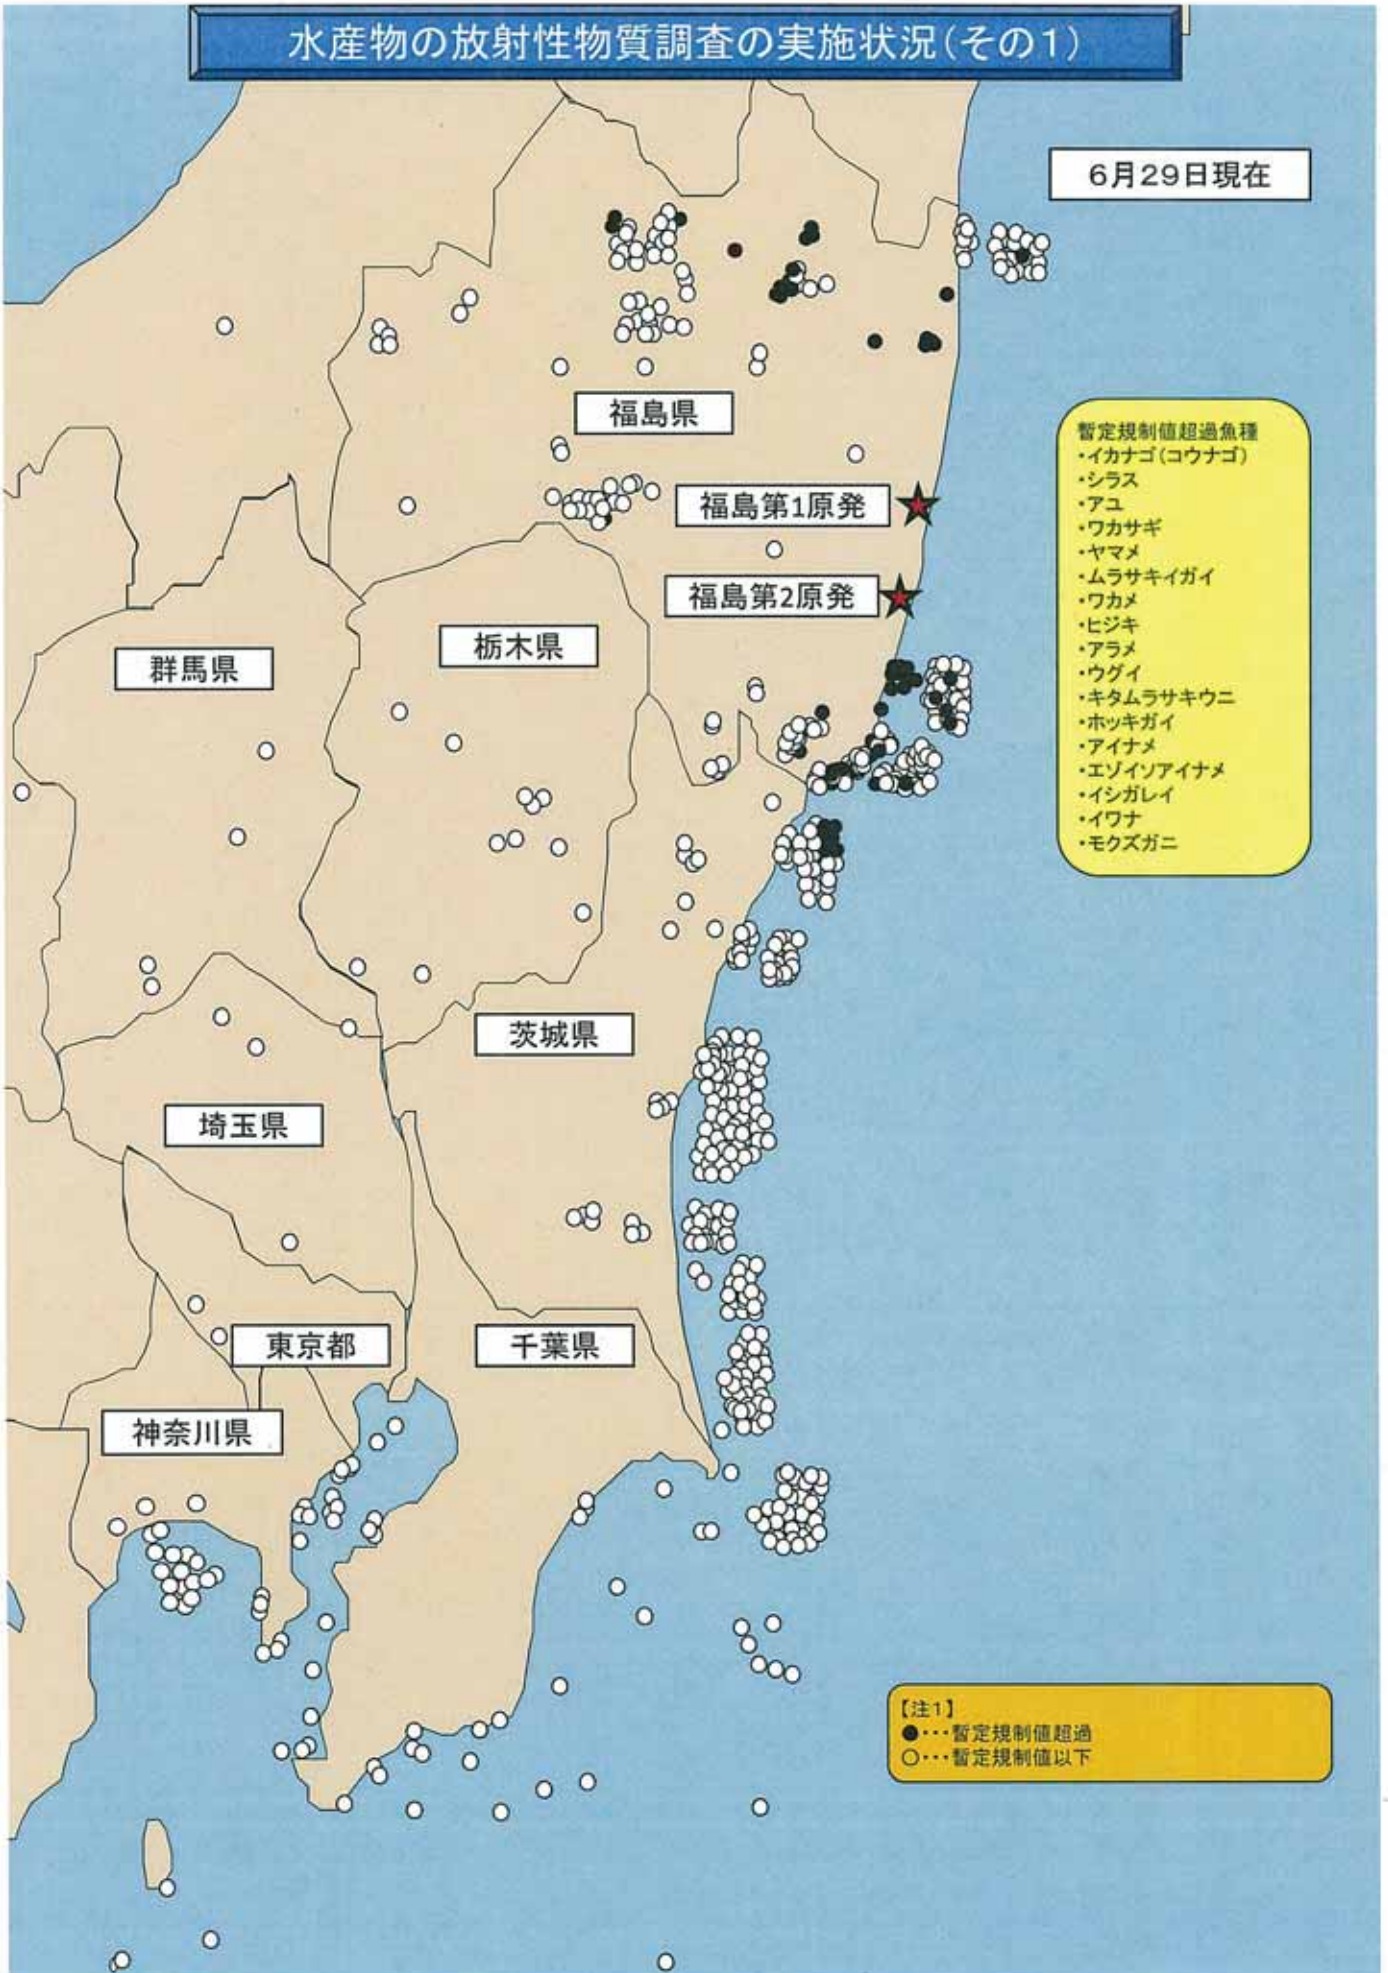 水産物の放射性物質調査の実施状況（その１）
６月29日現在
福島県
暫定規制値超過魚種
・イカナゴ（コウナゴ）
・シラス
・アユ
・ワカサギ
・ヤマメ
・ムラサキイガイ
・ワカメ
・ヒジキ
・アラメ
・ウグイ
・キタムラサキウニ
・ホッキガイ
・アイナメ
・エゾイソアイナメ
・イシガレイ
・イワナ
・モクズガニ
福島第1原発
福島第2原発
栃木県
群馬県
茨城県
埼玉県
東京都
千葉県
神奈川県
【注１】
●・・・暫定規制値超過
○・・・暫定規制値以下